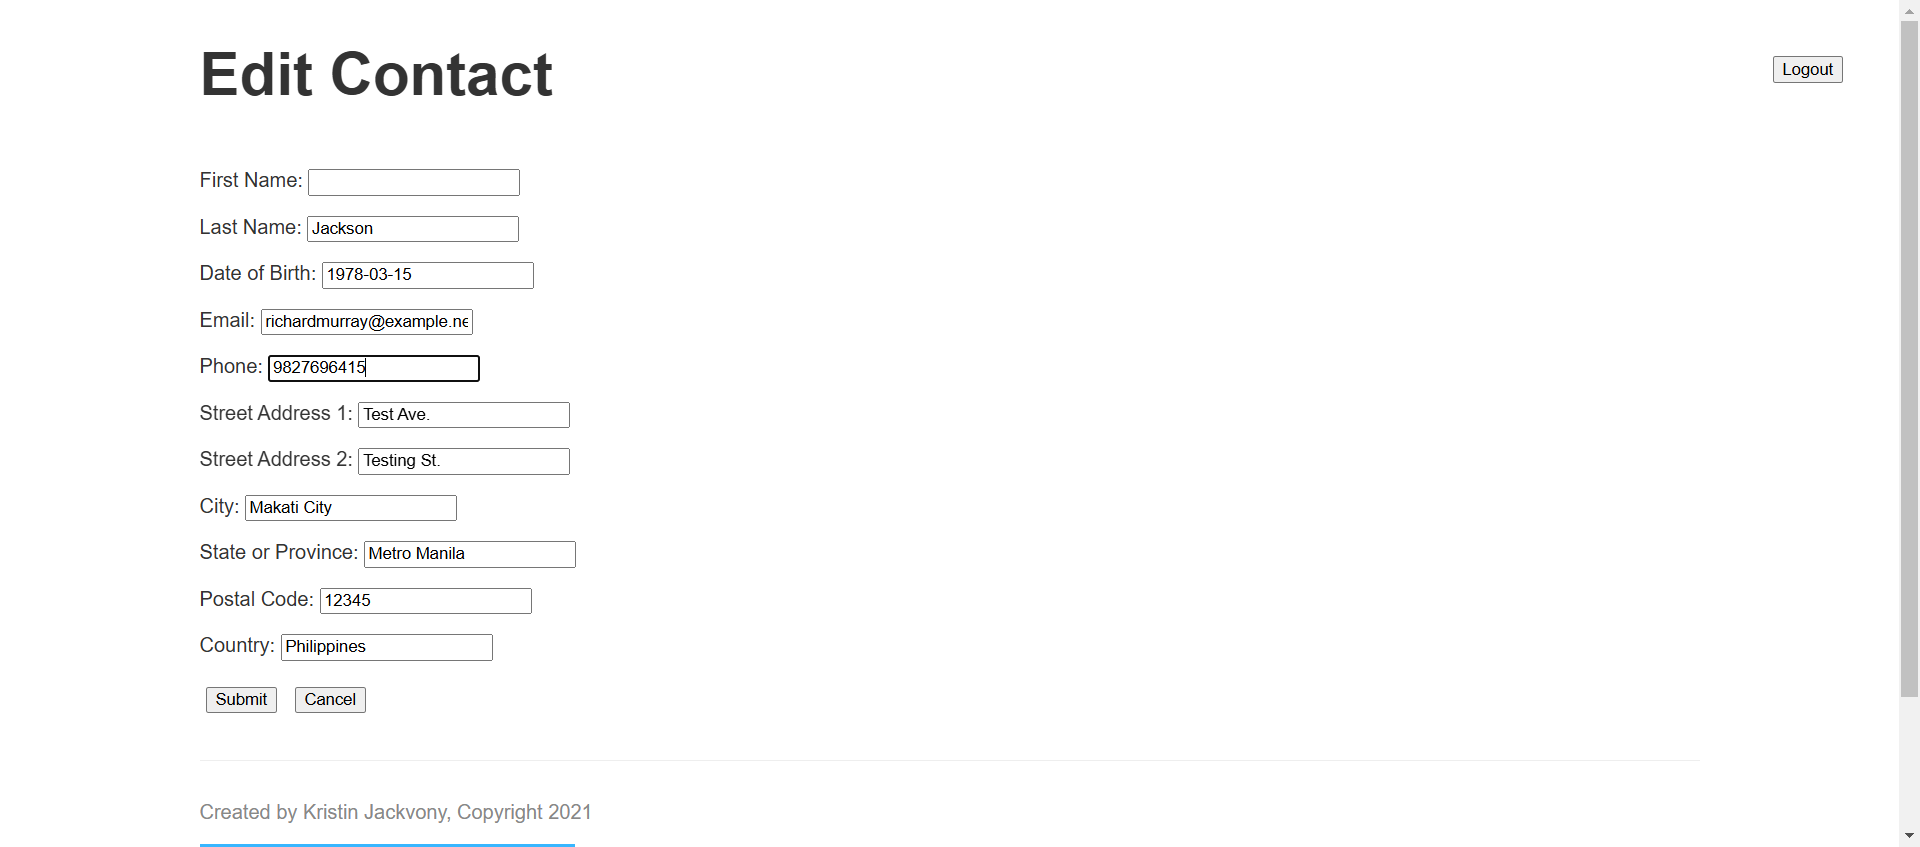 Edit Contact
Logout
First Name:
Last Name: Jackson
Date of Birth: 1978-03-15
Email: richardmurray@example.ne
Phone: 9827696415
Street Address 1: Test Ave.
Street Address 2: Testing St.
City: Makati City
State or Province: Metro Manila
Postal Code: 12345
Country: Philippines
Submit Cancel
Created by Kristin Jackvony, Copyright 2021